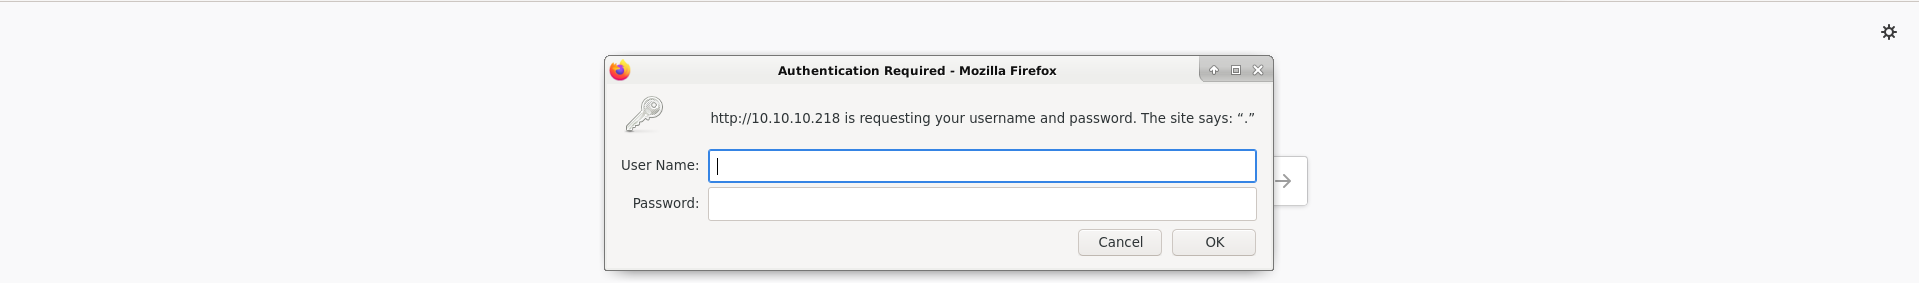 Authentication Required - Mozilla Firefox
http://10.10.10.218 is requesting your username and password. The site says: “.”
User Name:
Password:
Cancel OK